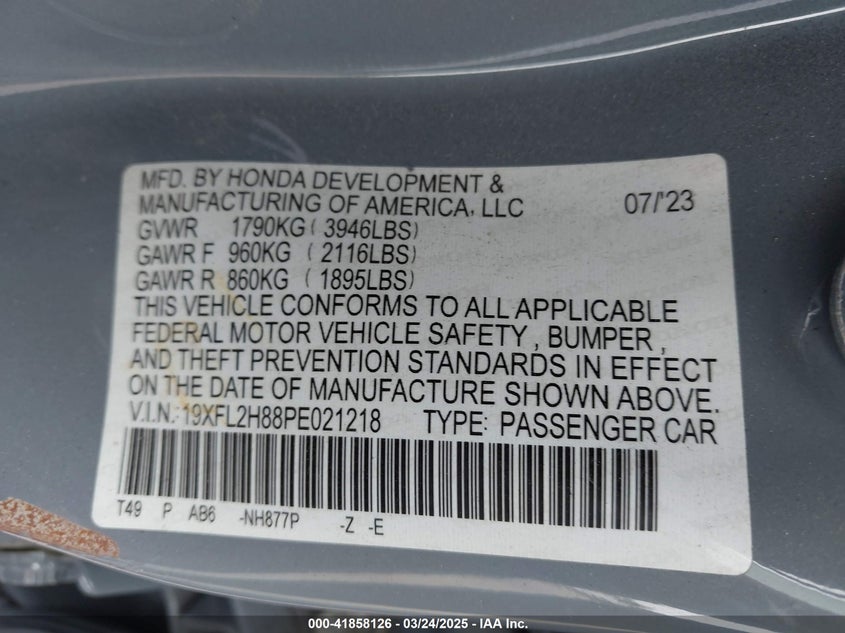 MFD. BY HONDA DEVELOPMENT &
MANUFACTURING OF AMERICA, LLC 07/'23
GVWR 1790KG ( 3946LBS)
GAWR F 960KG ( 2116LBS)
GAWR R 860KG ( 1895LBS)
THIS VEHICLE CONFORMS TO ALL APPLICABLE
FEDERAL MOTOR VEHICLE SAFETY , BUMPER ,
AND THEFT PREVENTION STANDARDS IN EFFECT
ON THE DATE OF MANUFACTURE SHOWN ABOVE.
V.I.N.: 19XFL2H88PE021218 TYPE: PASSENGER CAR
T49 P AB6 -NH877P -Z -E
000-41858126 - 03/24/2025 - IAA Inc.